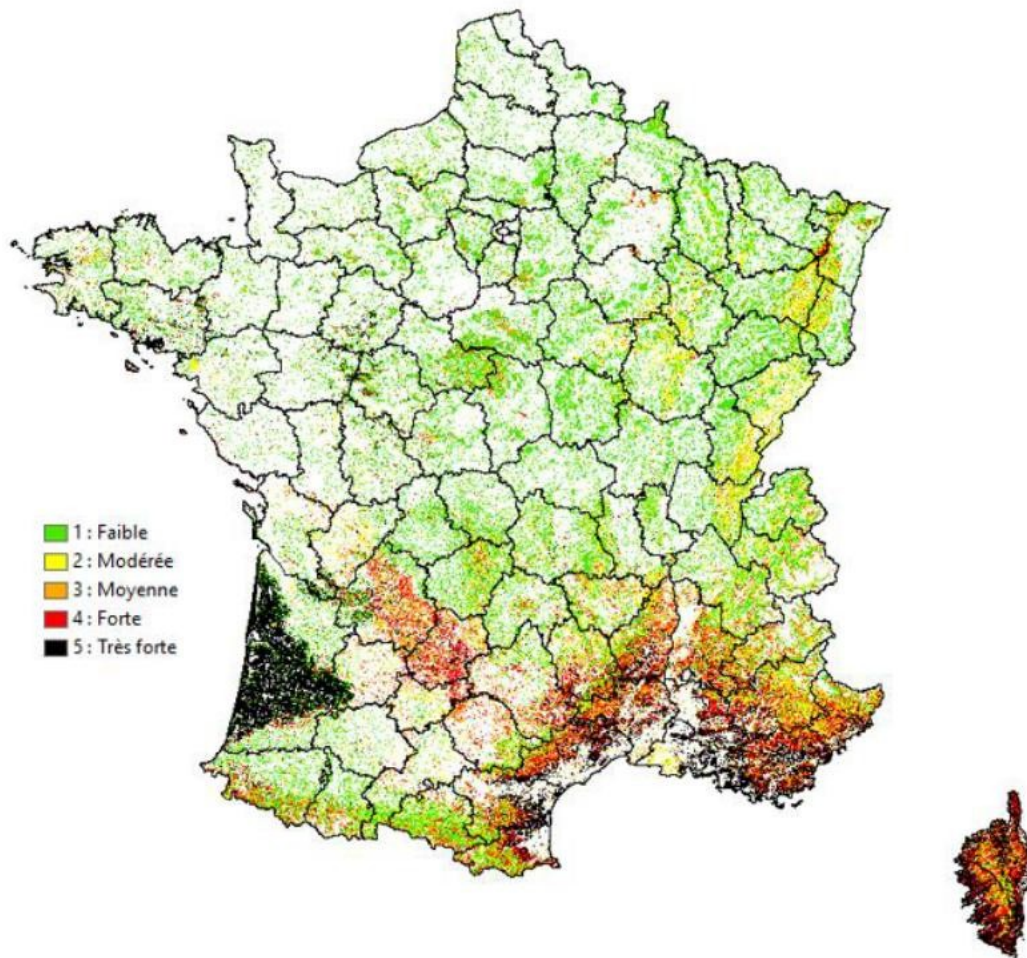 1 : Faible
2 : Modérée
3 : Moyenne
4 : Forte
5 : Très forte